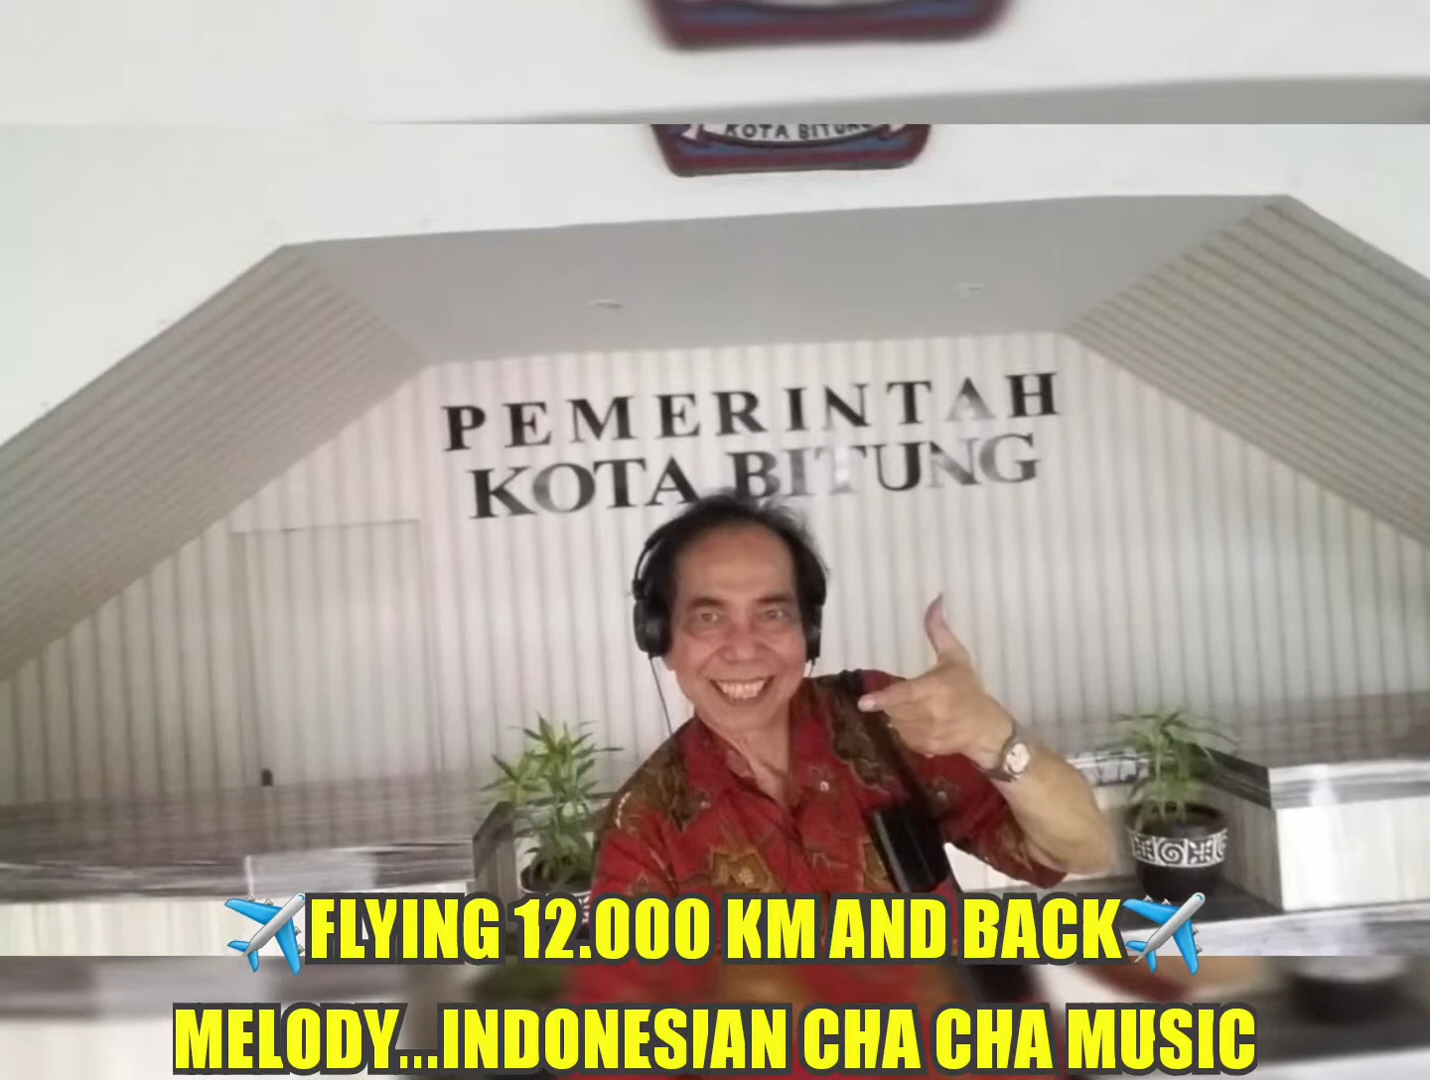 KOTA BITUNG
PEMERINTAH
KOTA BITUNG
✈️FLYING 12.000 KM AND BACK✈️
MELODY...INDONESIAN CHA CHA MUSIC